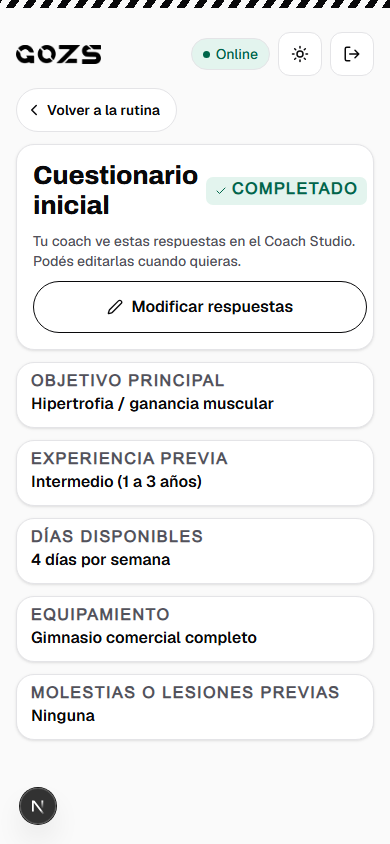 GOZS
Online
Volver a la rutina
Cuestionario
inicial
COMPLETADO
Tu coach ve estas respuestas en el Coach Studio.
Podés editarlas cuando quieras.
Modificar respuestas
OBJETIVO PRINCIPAL
Hipertrofia / ganancia muscular
EXPERIENCIA PREVIA
Intermedio (1 a 3 años)
DÍAS DISPONIBLES
4 días por semana
EQUIPAMIENTO
Gimnasio comercial completo
MOLESTIAS O LESIONES PREVIAS
Ninguna
N